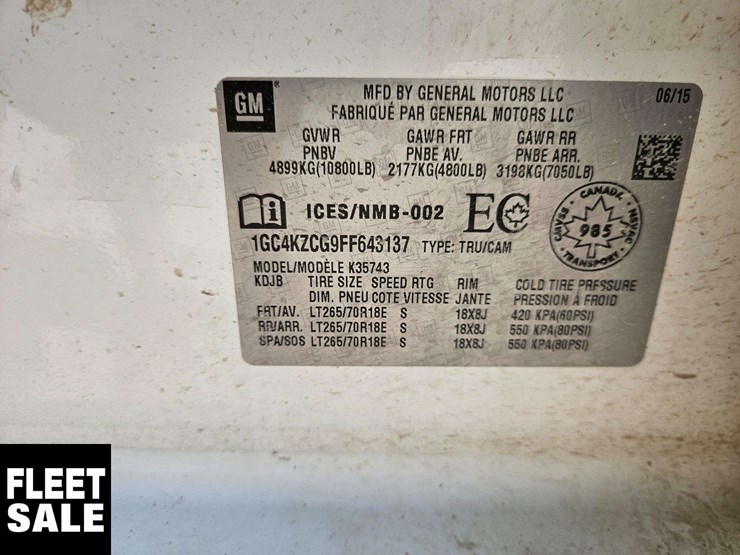 GM
MFD BY GENERAL MOTORS LLC 06/15
FABRIQUÉ PAR GENERAL MOTORS LLC
GVWR GAWR FRT GAWR RR
PNBV PNBE AV. PNBE ARR.
4899KG(10800LB) 2177KG(4800LB) 3198KG(7050LB)
ICES/NMB-002 EC
CANADA
CMVSS NSVAC
985
TRANSPORT
1GC4KZCG9FF643137 TYPE: TRU/CAM
MODEL/MODÈLE K35743
KDJB TIRE SIZE SPEED RTG RIM COLD TIRE PRESSURE
DIM. PNEU COTE VITESSE JANTE PRESSION A FROID
FRT/AV. LT265/70R18E S 18X8J 420 KPA(60PSI)
RR/ARR. LT265/70R18E S 18X8J 550 KPA(80PSI)
SPA/SOS LT265/70R18E S 18X8J 550 KPA(80PSI)
FLEET
SALE